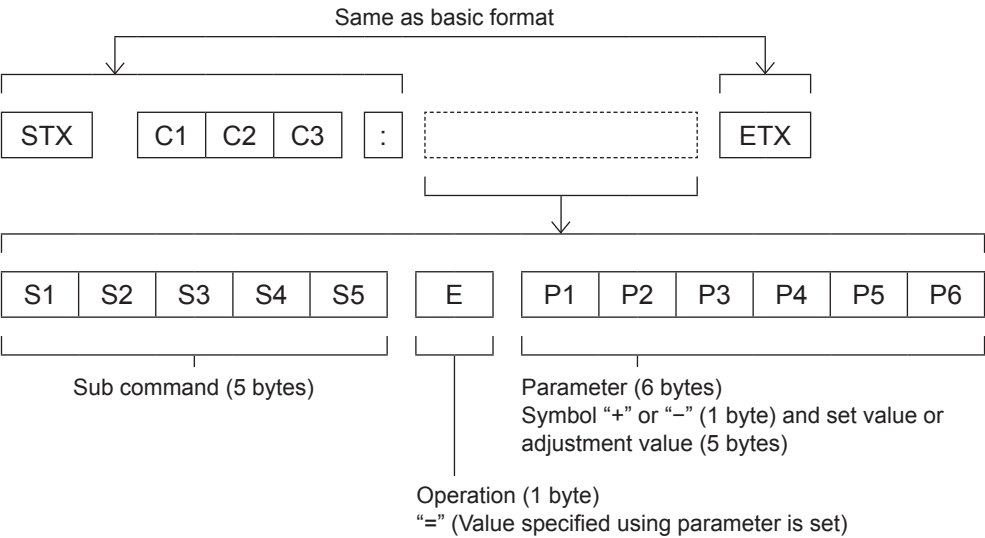 Same as basic format
STX C1 C2 C3 : ETX
S1 S2 S3 S4 S5 E P1 P2 P3 P4 P5 P6
Sub command (5 bytes)
Parameter (6 bytes)
Symbol “+” or “−” (1 byte) and set value or
adjustment value (5 bytes)
Operation (1 byte)
“=” (Value specified using parameter is set)